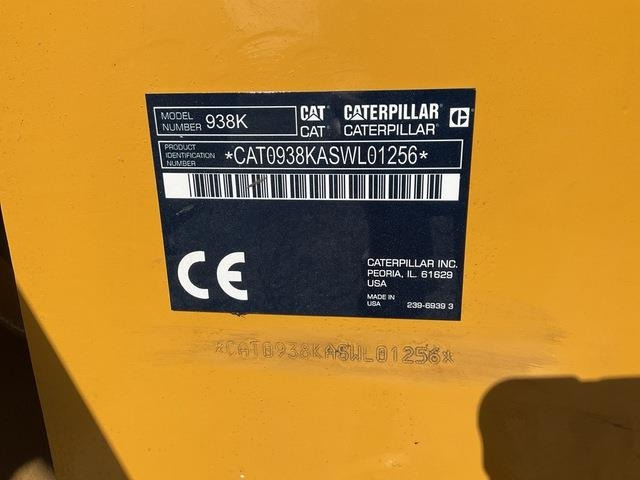 MODEL NUMBER 938K
CAT CATERPILLAR C
CAT CATERPILLAR
PRODUCT IDENTIFICATION NUMBER *CAT0938KASWL01256*
CE
CATERPILLAR INC.
PEORIA, IL 61629
USA
MADE IN USA 239-6939 3
*CAT0938KASWL01256*